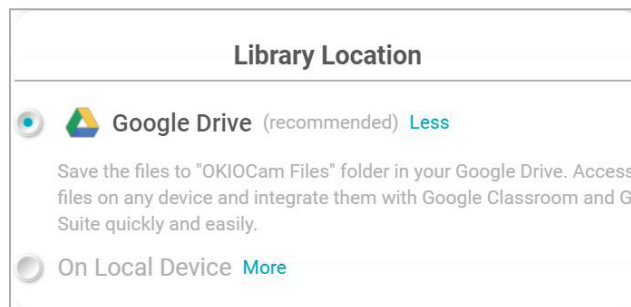 Library Location
Google Drive (recommended) Less
Save the files to "OKIOCam Files" folder in your Google Drive. Access
files on any device and integrate them with Google Classroom and G
Suite quickly and easily.
On Local Device More